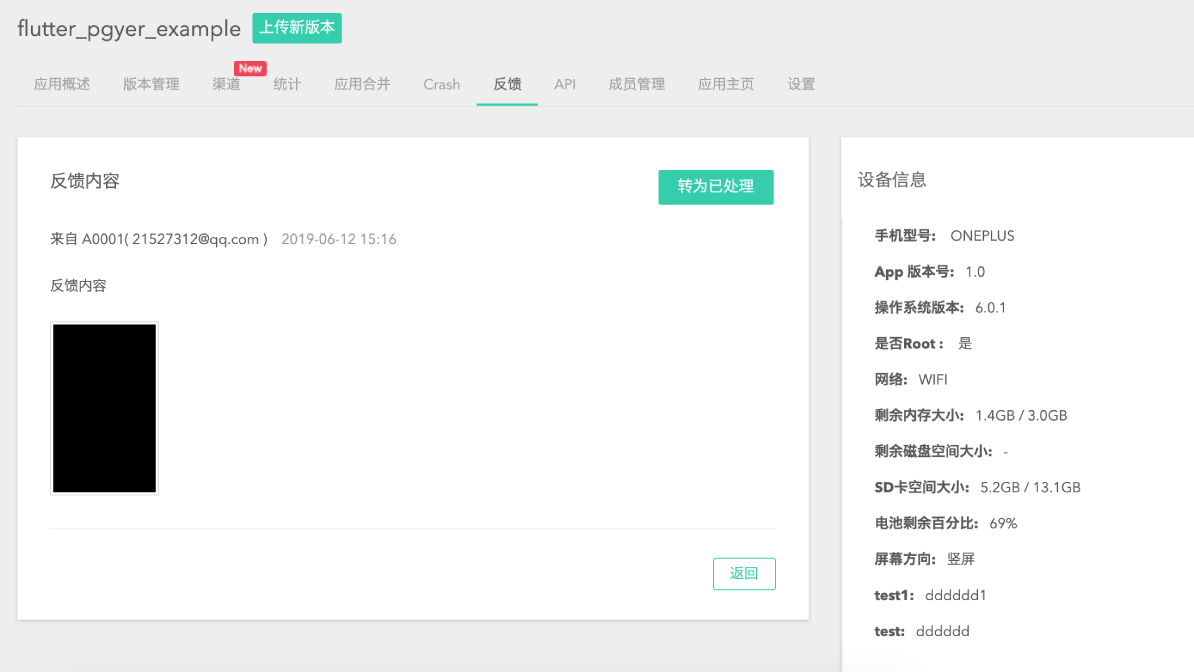 flutter_pgyer_example 上传新版本
应用概述 版本管理 渠道 New 统计 应用合并 Crash 反馈 API 成员管理 应用主页 设置
反馈内容 转为已处理
来自 A0001( 21527312@qq.com ) 2019-06-12 15:16
反馈内容
返回
设备信息
手机型号: ONEPLUS
App 版本号: 1.0
操作系统版本: 6.0.1
是否Root : 是
网络: WIFI
剩余内存大小: 1.4GB / 3.0GB
剩余磁盘空间大小: -
SD卡空间大小: 5.2GB / 13.1GB
电池剩余百分比: 69%
屏幕方向: 竖屏
test1: dddddd1
test: dddddd